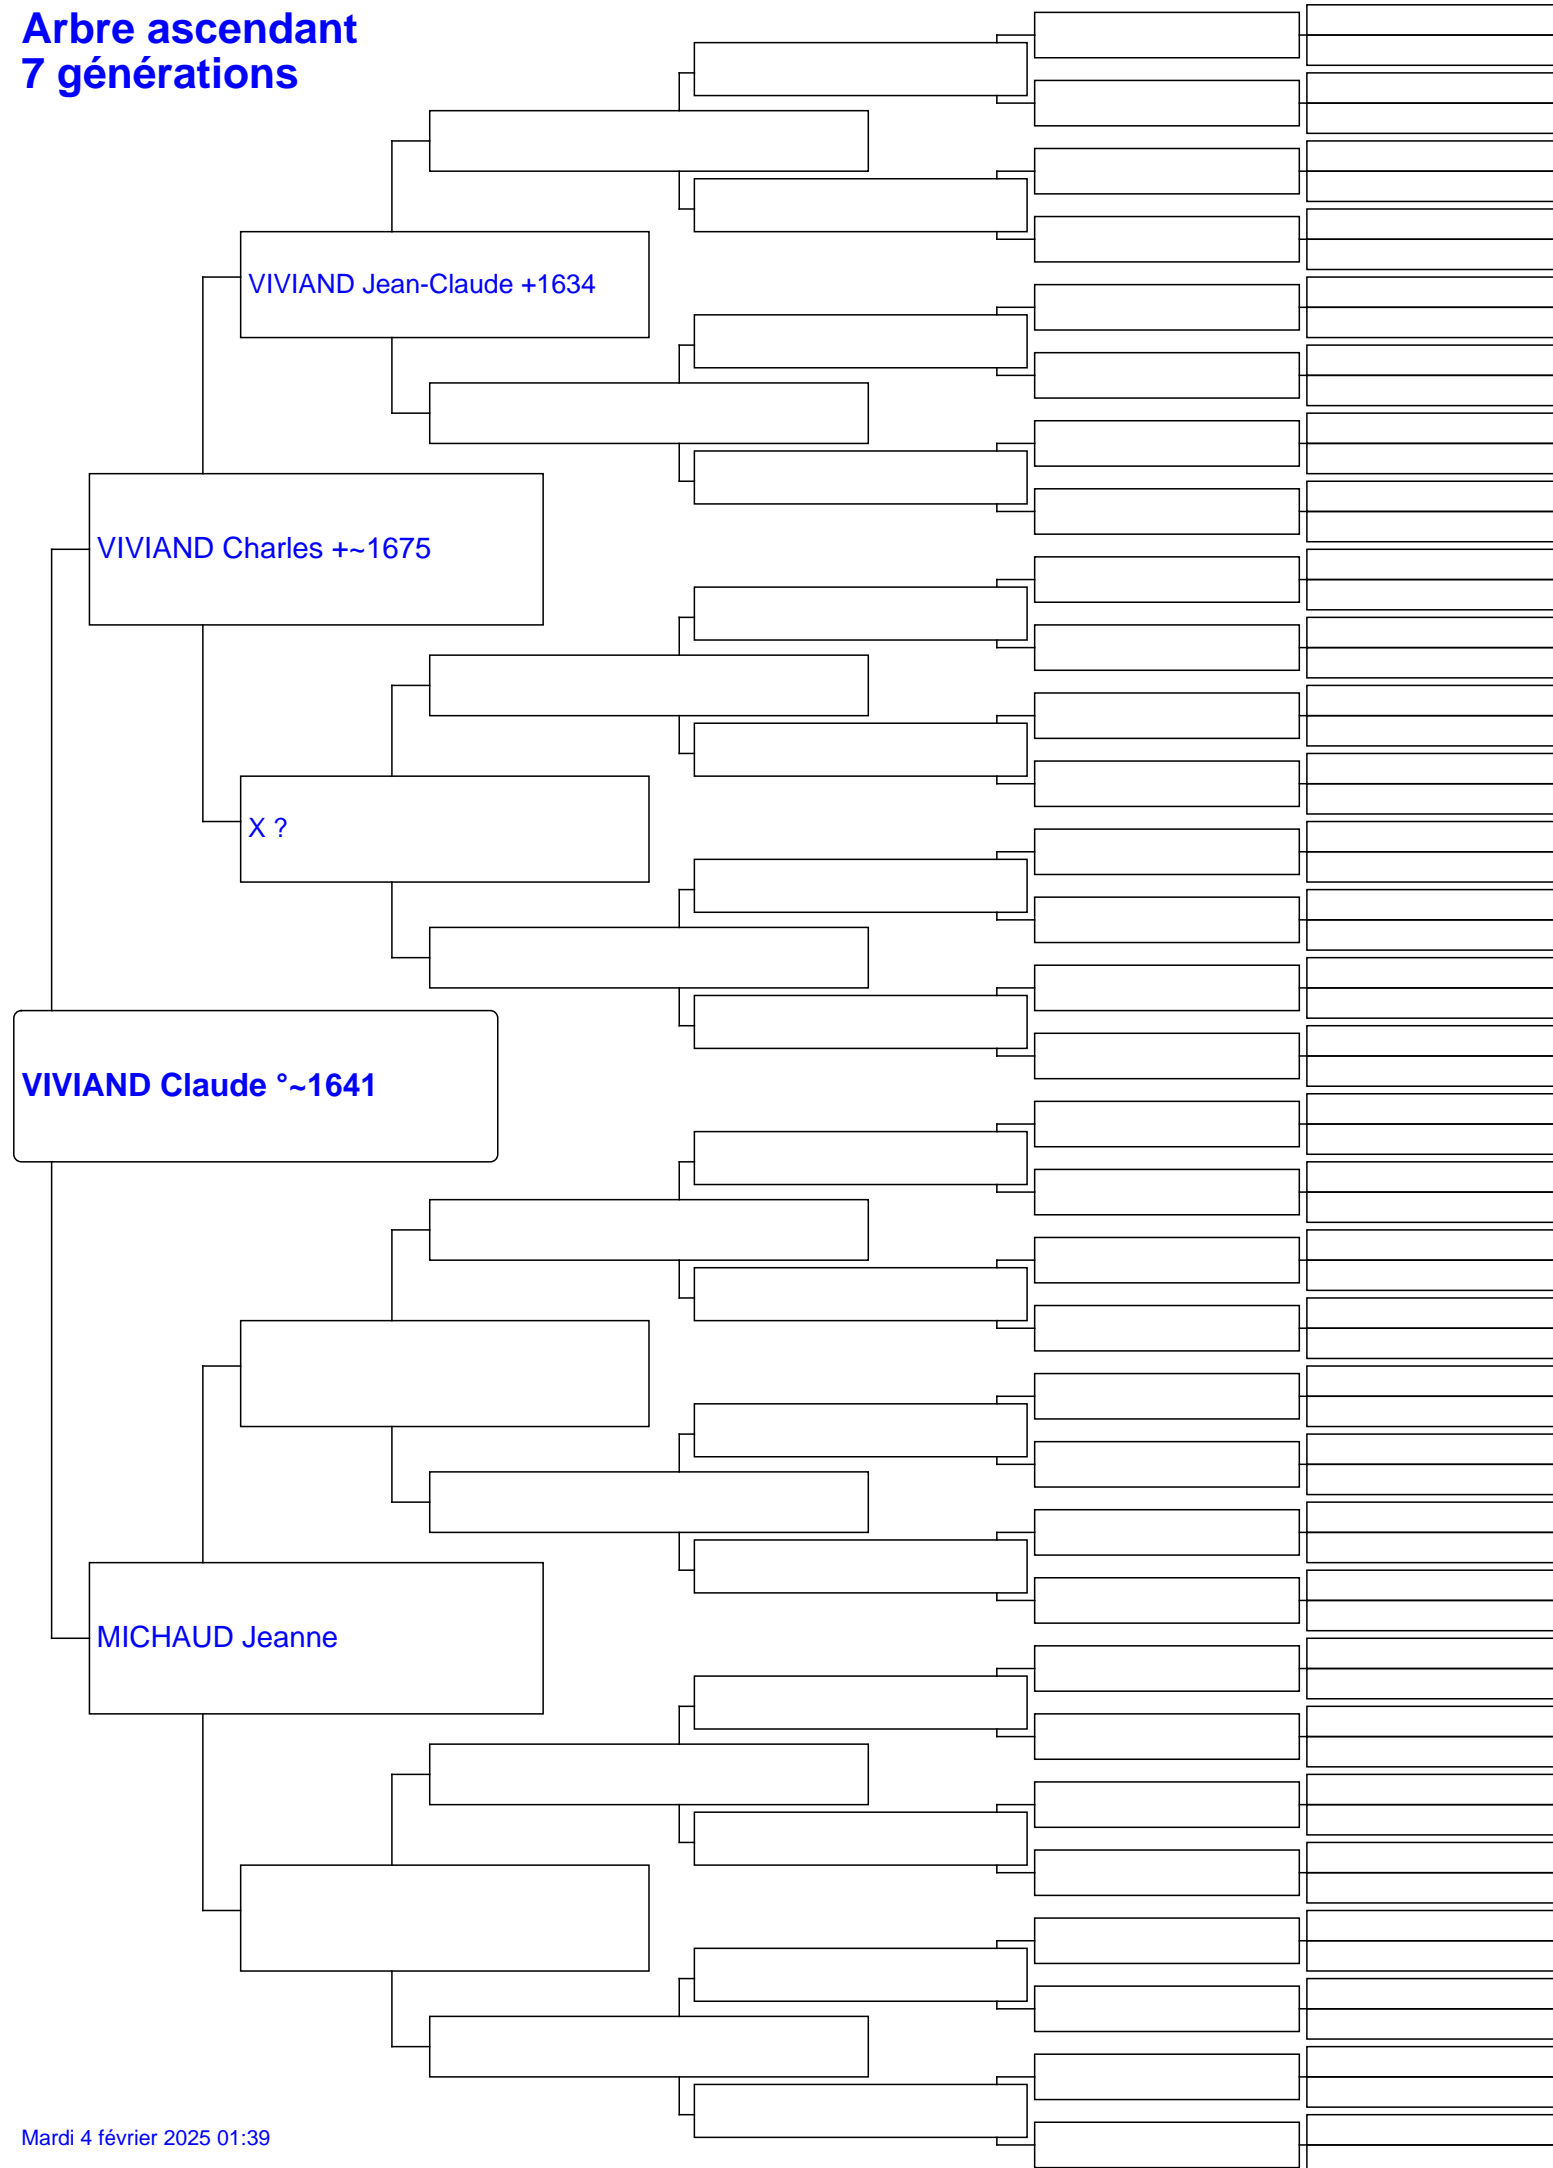 Arbre ascendant
7 générations
VIVIAND Jean-Claude +1634
VIVIAND Charles +~1675
X ?
VIVIAND Claude °~1641
MICHAUD Jeanne
Mardi 4 février 2025 01:39